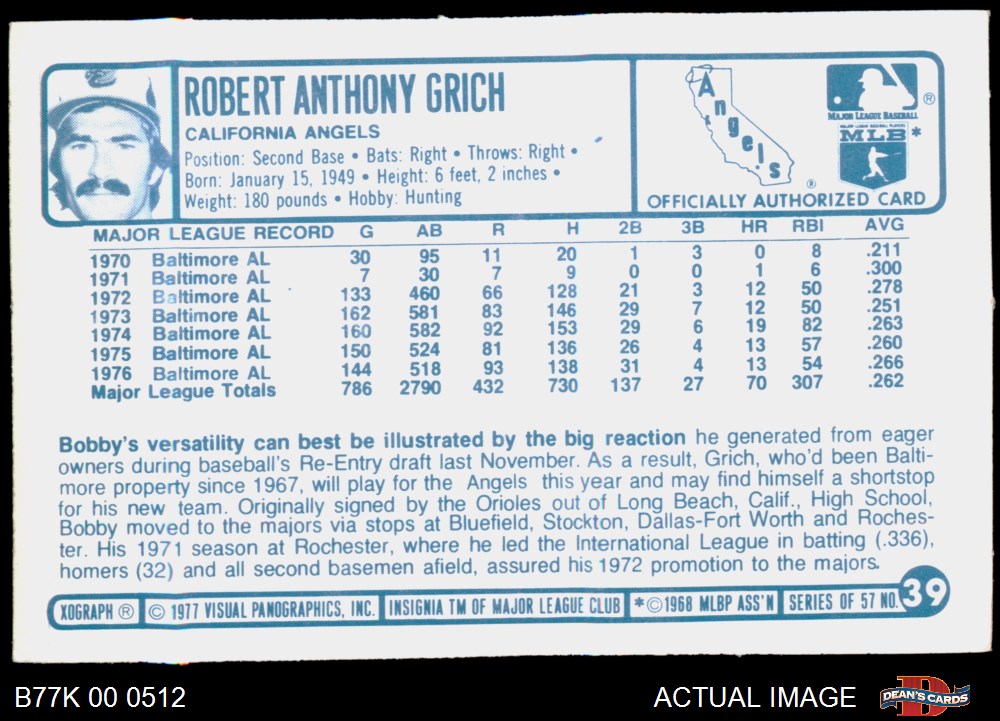 ROBERT ANTHONY GRICH
CALIFORNIA ANGELS
Position: Second Base • Bats: Right • Throws: Right •
Born: January 15, 1949 • Height: 6 feet, 2 inches •
Weight: 180 pounds • Hobby: Hunting
Angels
®
MAJOR LEAGUE BASEBALL
®
MAJOR LEAGUE BASEBALL PLAYERS
MLB *
OFFICIALLY AUTHORIZED CARD
MAJOR LEAGUE RECORD G AB R H 2B 3B HR RBI AVG
1970 Baltimore AL 30 95 11 20 1 3 0 8 .211
1971 Baltimore AL 7 30 7 9 0 0 1 6 .300
1972 Baltimore AL 133 460 66 128 21 3 12 50 .278
1973 Baltimore AL 162 581 83 146 29 7 12 50 .251
1974 Baltimore AL 160 582 92 153 29 6 19 82 .263
1975 Baltimore AL 150 524 81 136 26 4 13 57 .260
1976 Baltimore AL 144 518 93 138 31 4 13 54 .266
Major League Totals 786 2790 432 730 137 27 70 307 .262
Bobby's versatility can best be illustrated by the big reaction he generated from eager
owners during baseball's Re-Entry draft last November. As a result, Grich, who'd been Balti-
more property since 1967, will play for the Angels this year and may find himself a shortstop
for his new team. Originally signed by the Orioles out of Long Beach, Calif., High School,
Bobby moved to the majors via stops at Bluefield, Stockton, Dallas-Fort Worth and Roches-
ter. His 1971 season at Rochester, where he led the International League in batting (.336),
homers (32) and all second basemen afield, assured his 1972 promotion to the majors.
XOGRAPH ® © 1977 VISUAL PANOGRAPHICS, INC. INSIGNIA TM OF MAJOR LEAGUE CLUB *©1968 MLBP ASS'N SERIES OF 57 NO. 39
B77K 00 0512
ACTUAL IMAGE
DEAN'S CARDS